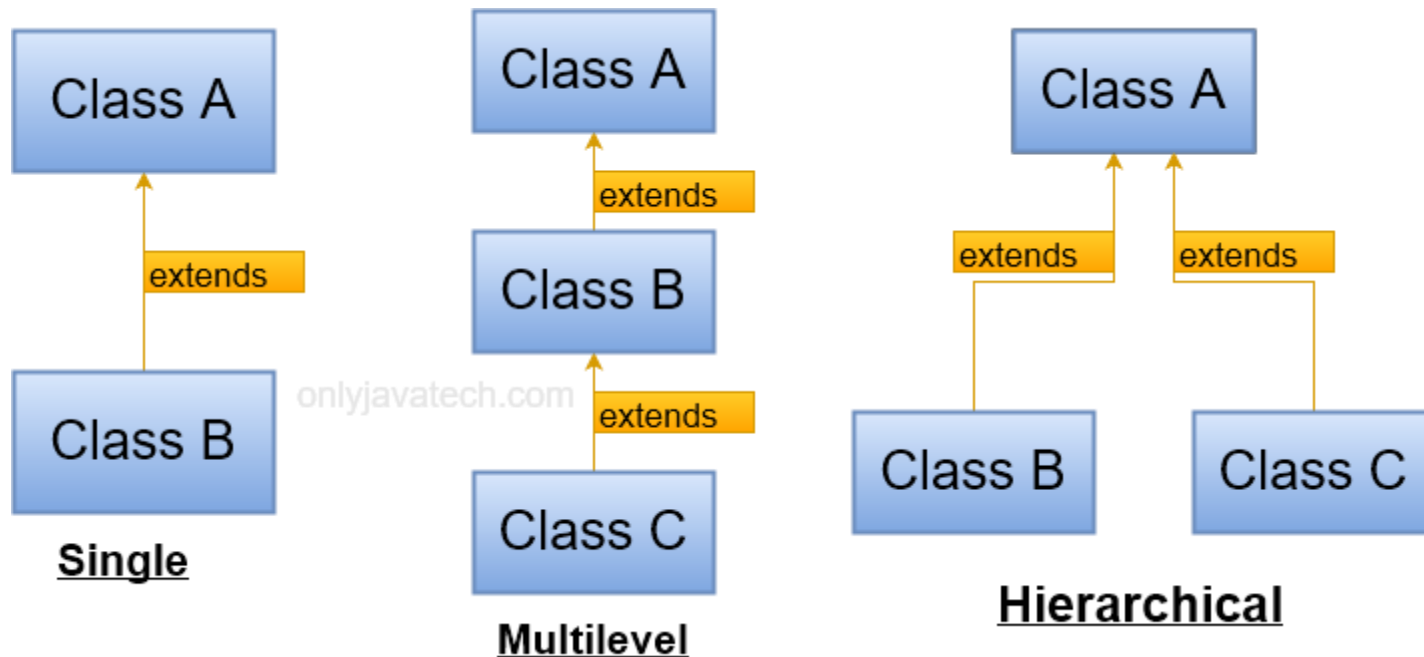 Class A
extends
Class B
Single
Class A
extends
Class B
extends
Class C
Multilevel
Class A
extends
extends
Class B
Class C
Hierarchical
onlyjavatech.com